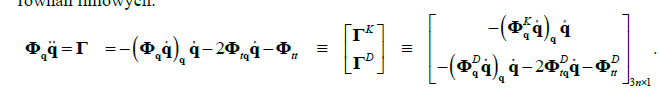 równań liniowych:
Φ_q q̈ = Γ = −(Φ_q q̇)_q q̇ − 2Φ_tq q̇ − Φ_tt ≡ [Γ^K ; Γ^D] ≡ [−(Φ_q^K q̇)_q q̇ ; −(Φ_q^D q̇)_q q̇ − 2Φ_tq^D q̇ − Φ_tt^D]_3n×1 .